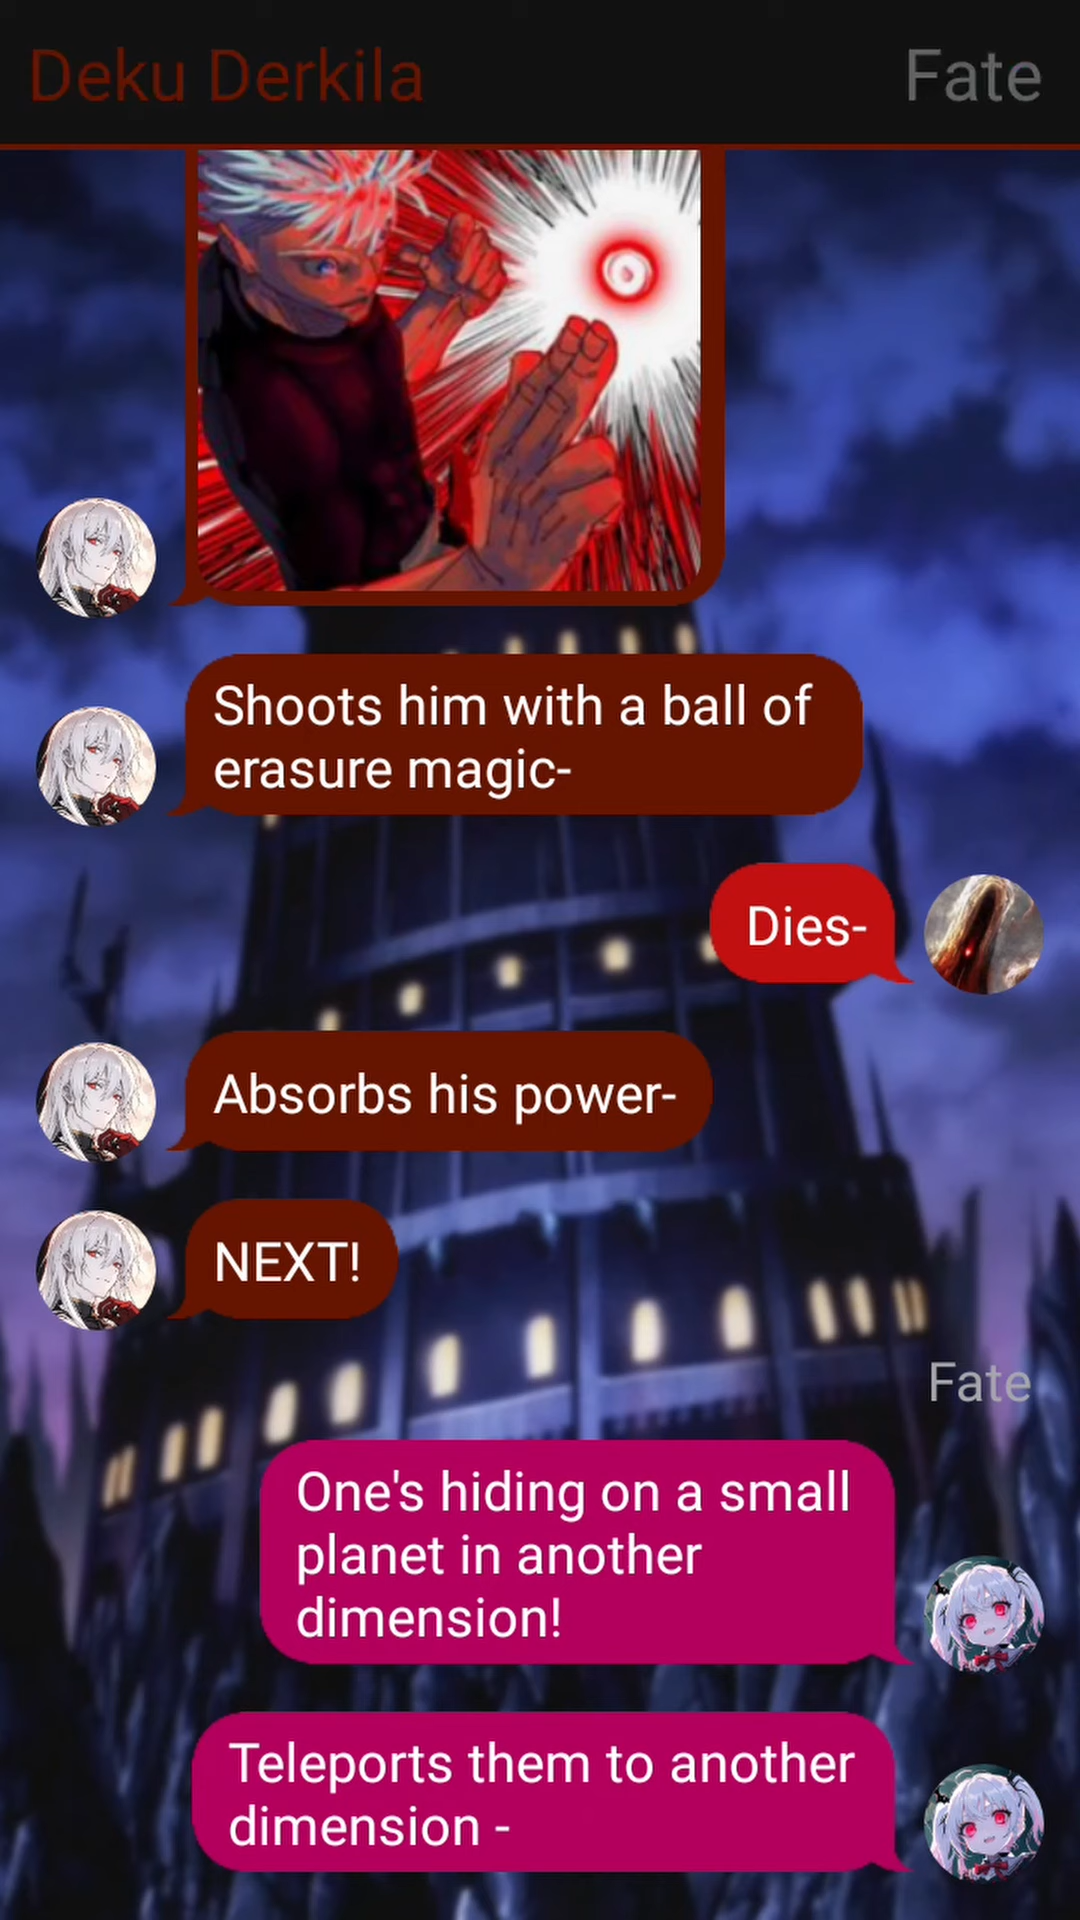 Deku Derkila
Fate
Shoots him with a ball of
erasure magic-
Dies-
Absorbs his power-
NEXT!
Fate
One's hiding on a small
planet in another
dimension!
Teleports them to another
dimension -